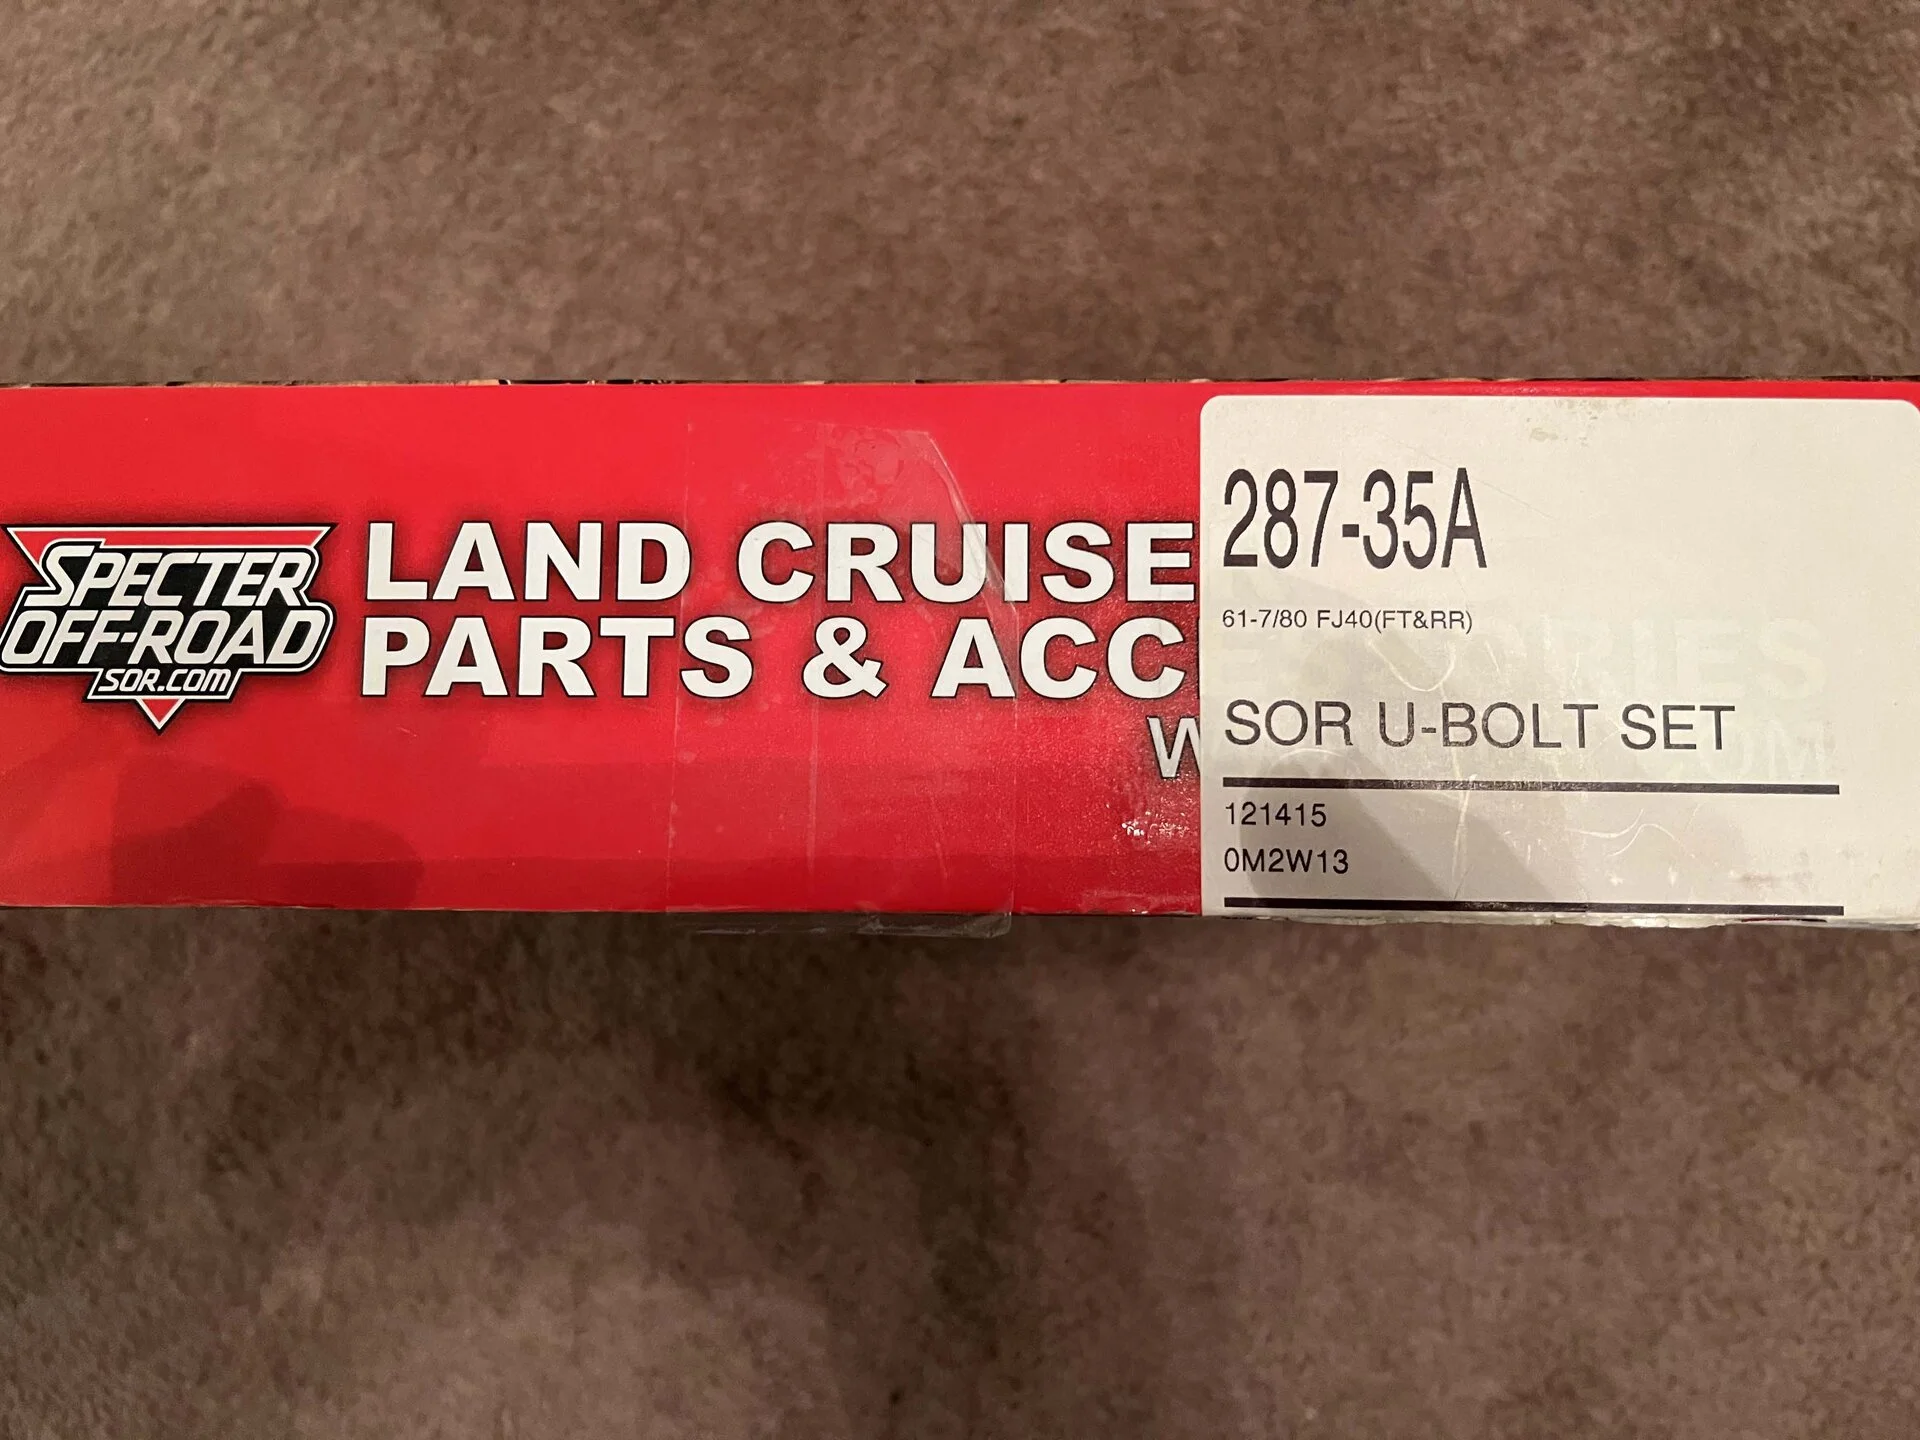 SPECTER
OFF-ROAD
SOR.COM
LAND CRUISE
PARTS & ACC
W
287-35A
61-7/80 FJ40(FT&RR)
SOR U-BOLT SET
121415
0M2W13